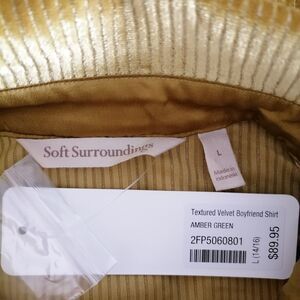 Soft Surroundings
L
Made in
Indonesia
Textured Velvet Boyfriend Shirt
AMBER GREEN
2FP5060801
L (14/16)
$89.95